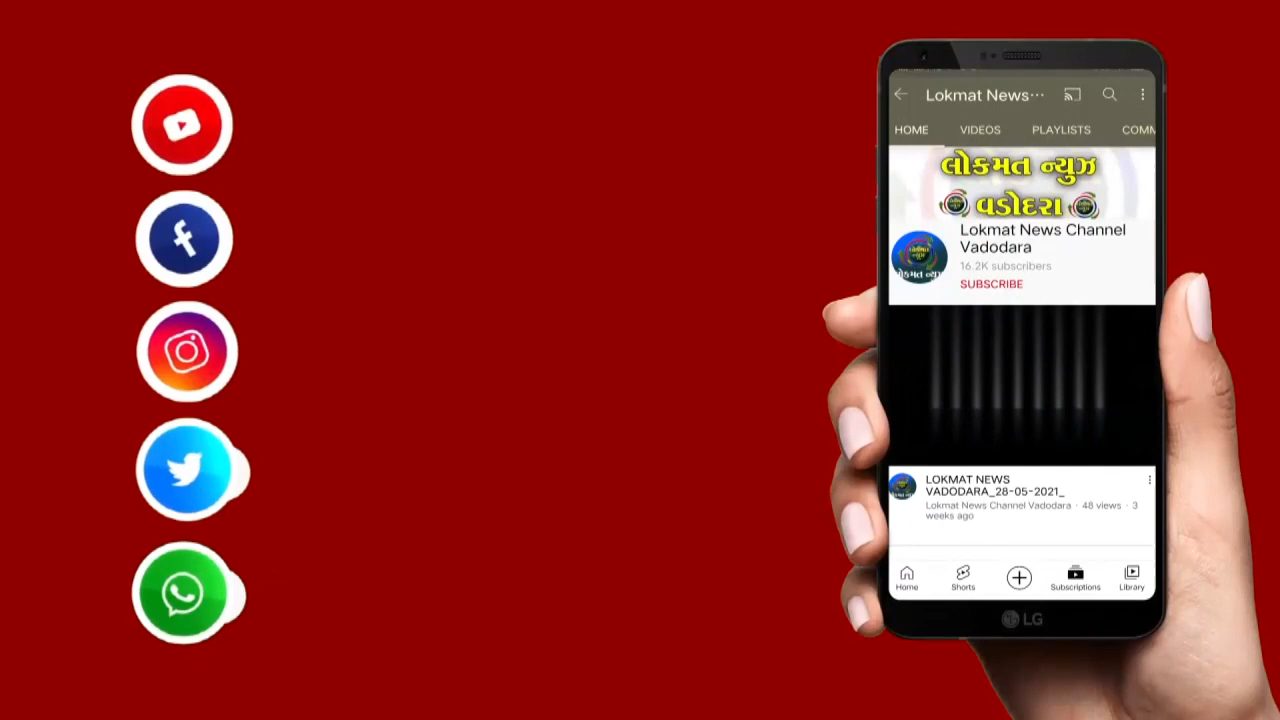 Lokmat News···
HOME VIDEOS PLAYLISTS COMM
લોકમત ન્યુઝ
વડોદરા
Lokmat News Channel
Vadodara
16.2K subscribers
SUBSCRIBE
લોકમત ન્યુઝ
LOKMAT NEWS
VADODARA_28-05-2021_
Lokmat News Channel Vadodara · 48 views · 3
weeks ago
Home Shorts Subscriptions Library
LG